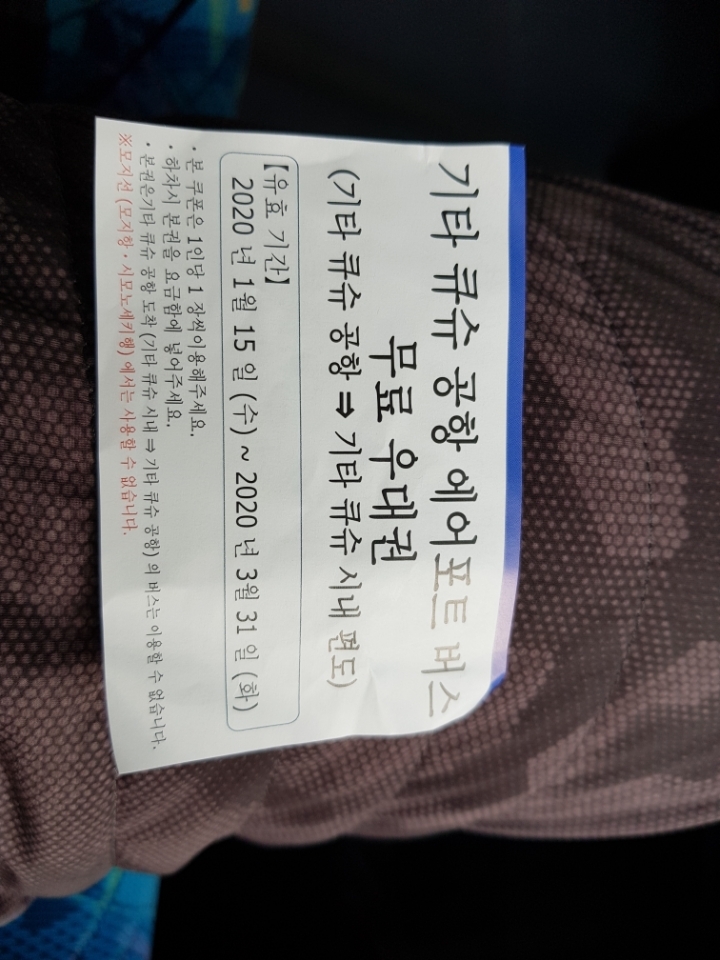 기타 큐슈 공항 에어포트 버스
무료 우대권
(기타 큐슈 공항 ⇒ 기타 큐슈 시내 편도)
【유효 기간】
2020 년 1월 15 일 (수) ~ 2020 년 3월 31 일 (화)
・본 쿠폰은 1인당 1 장씩이용해주세요.
・하차시 본권을 요금함에 넣어주세요.
・본권은기타 큐슈 공항 도착 (기타 큐슈 시내 ⇒ 기타 큐슈 공항) 의 버스는 이용할 수 없습니다.
※모지선 (모지항・시모노세키행) 에서는 사용할 수 없습니다.